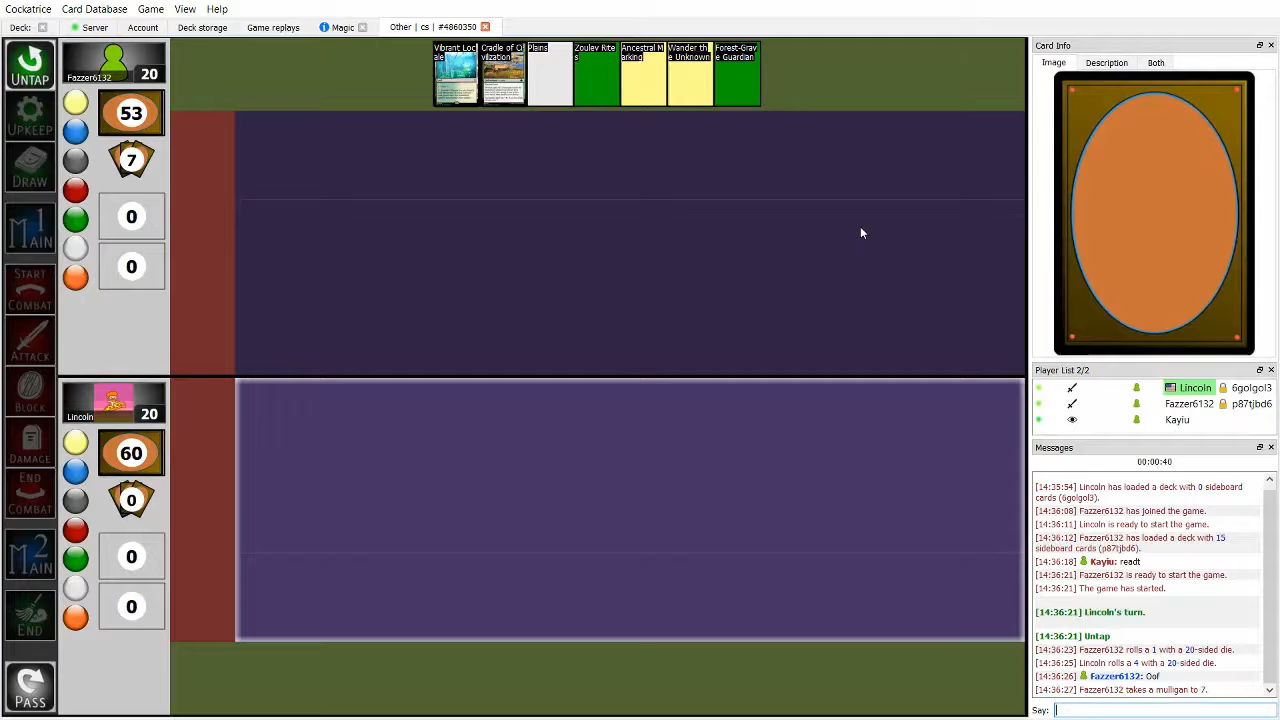 Cockatrice Card Database Game View Help
Deck: Server Account Deck storage Game replays Magic Other | cs | #4860350
UNTAP
UPKEEP
DRAW
M1 MAIN
START COMBAT
ATTACK
BLOCK
DAMAGE
END COMBAT
M2 MAIN
END
PASS
Fazzer6132 20
53
7
0
0
Vibrant Loc
ale
Cradle of Ci
vilization
Plains
Zoulev Rite
s
Ancestral M
arking
Wander th
e Unknown
Forest-Grav
e Guardian
Lincoln 20
60
0
0
0
Card Info
Image Description Both
Player List 2/2
Lincoln 6golgol3
Fazzer6132 p87tjbd6
Kayiu
Messages
00:00:40
[14:35:54] Lincoln has loaded a deck with 0 sideboard
cards (6golgol3).
[14:36:08] Fazzer6132 has joined the game.
[14:36:11] Lincoln is ready to start the game.
[14:36:12] Fazzer6132 has loaded a deck with 15
sideboard cards (p87tjbd6).
[14:36:18] Kayiu: readt
[14:36:21] Fazzer6132 is ready to start the game.
[14:36:21] The game has started.
[14:36:21] Lincoln's turn.
[14:36:21] Untap
[14:36:23] Fazzer6132 rolls a 1 with a 20-sided die.
[14:36:25] Lincoln rolls a 4 with a 20-sided die.
[14:36:26] Fazzer6132: Oof
[14:36:27] Fazzer6132 takes a mulligan to 7.
Say: